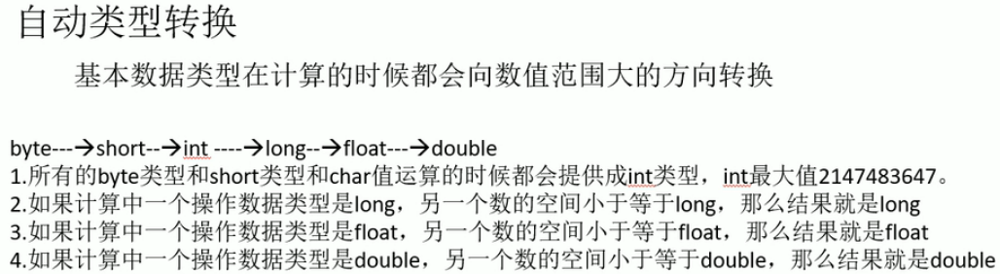 自动类型转换
基本数据类型在计算的时候都会向数值范围大的方向转换
byte---→short--→int ----→long--→float---→double
1.所有的byte类型和short类型和char值运算的时候都会提供成int类型，int最大值2147483647。
2.如果计算中一个操作数据类型是long，另一个数的空间小于等于long，那么结果就是long
3.如果计算中一个操作数据类型是float，另一个数的空间小于等于float，那么结果就是float
4.如果计算中一个操作数据类型是double，另一个数的空间小于等于double，那么结果就是double